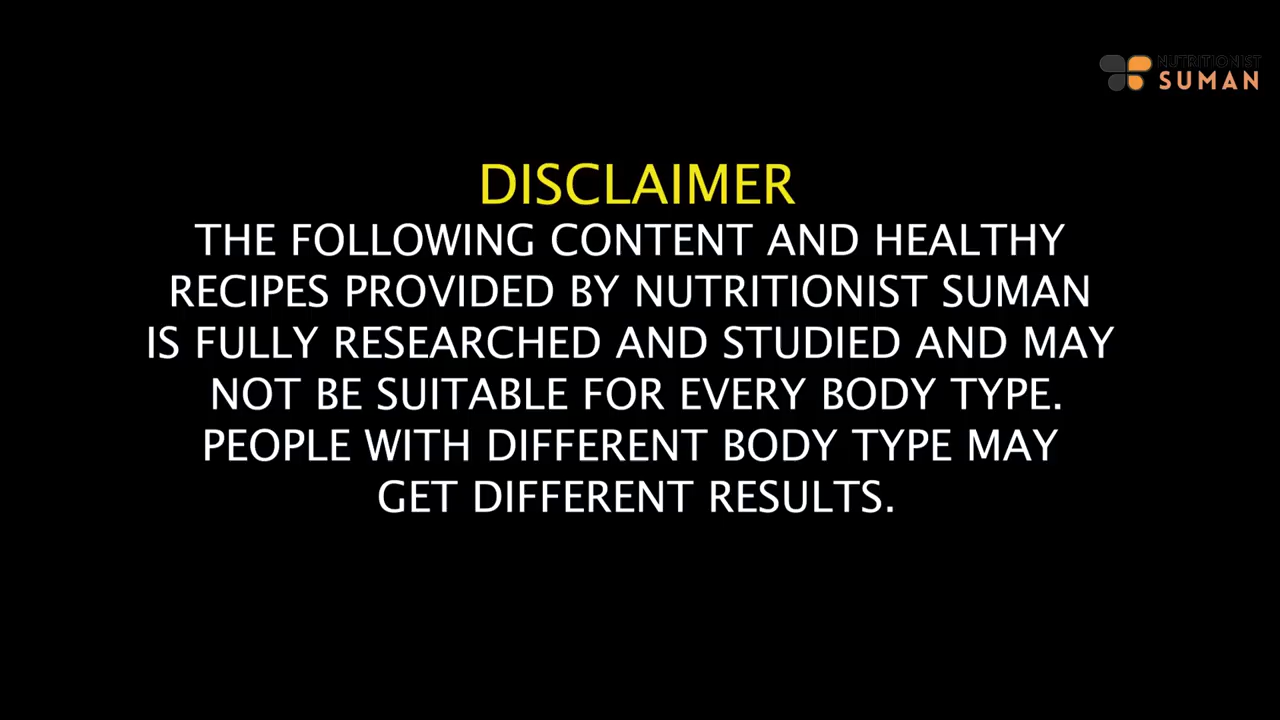 NUTRITIONIST
SUMAN
DISCLAIMER
THE FOLLOWING CONTENT AND HEALTHY
RECIPES PROVIDED BY NUTRITIONIST SUMAN
IS FULLY RESEARCHED AND STUDIED AND MAY
NOT BE SUITABLE FOR EVERY BODY TYPE.
PEOPLE WITH DIFFERENT BODY TYPE MAY
GET DIFFERENT RESULTS.